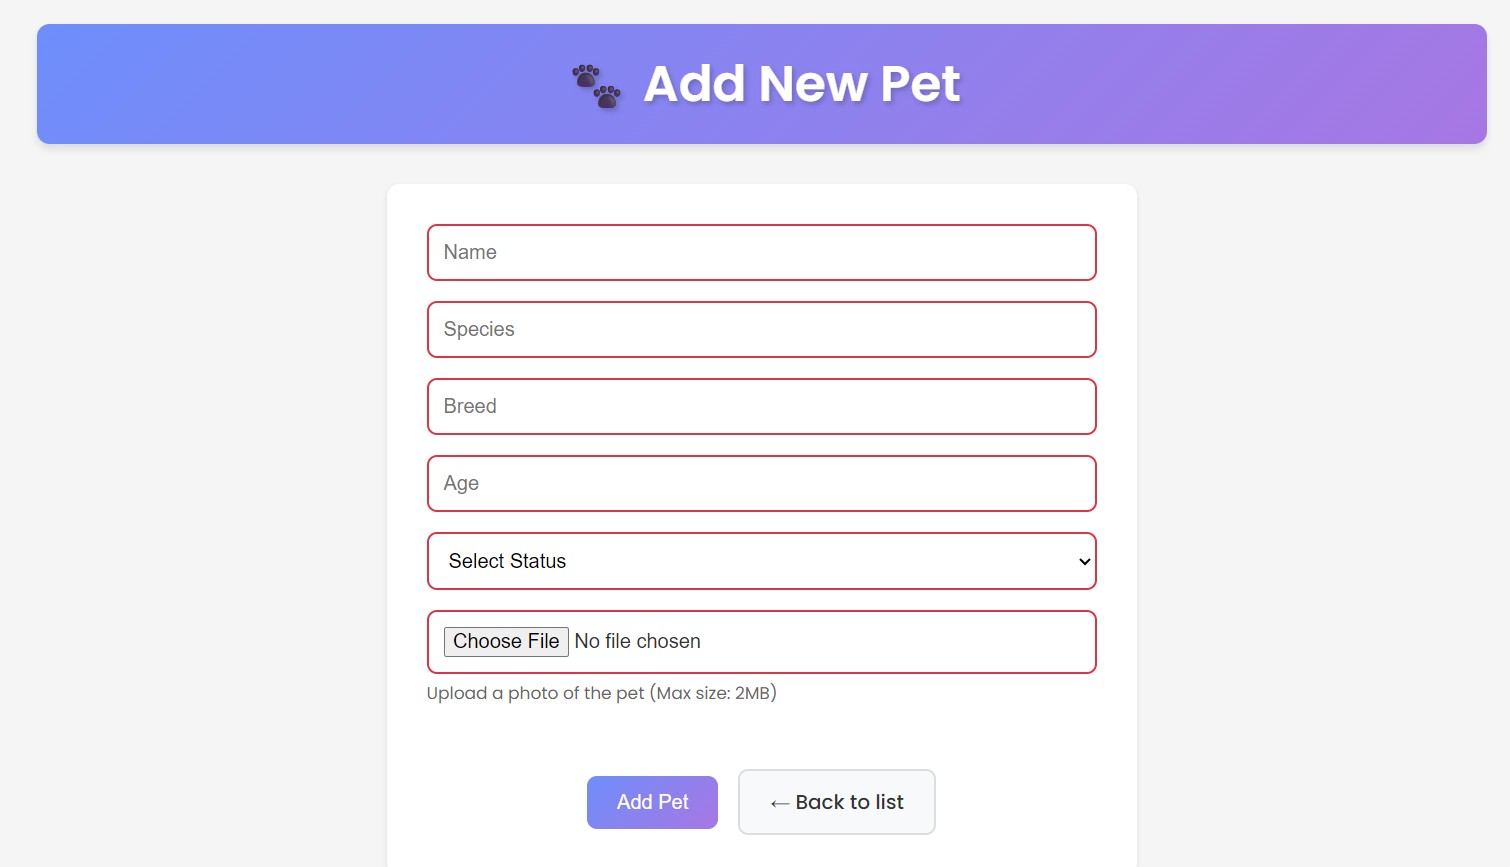 Add New Pet
Name
Species
Breed
Age
Select Status
Choose File No file chosen
Upload a photo of the pet (Max size: 2MB)
Add Pet
← Back to list